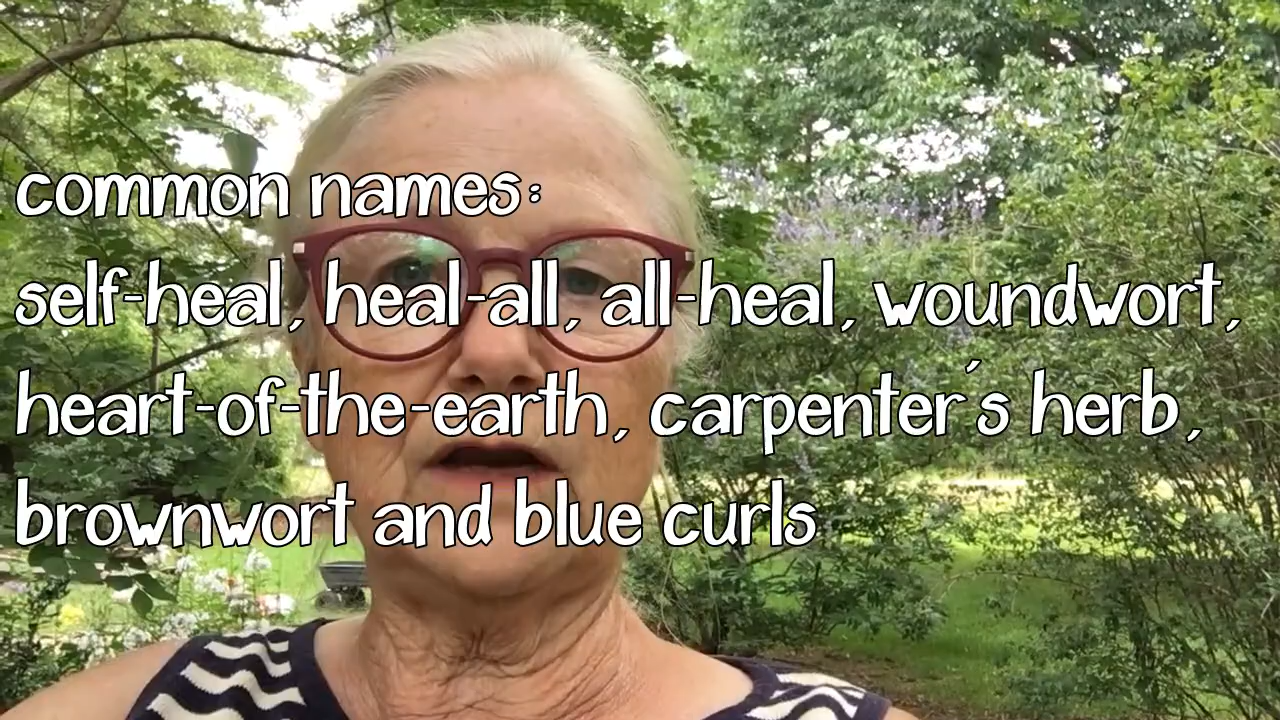 common names:
self-heal, heal-all, all-heal, woundwort,
heart-of-the-earth, carpenter's herb,
brownwort and blue curls